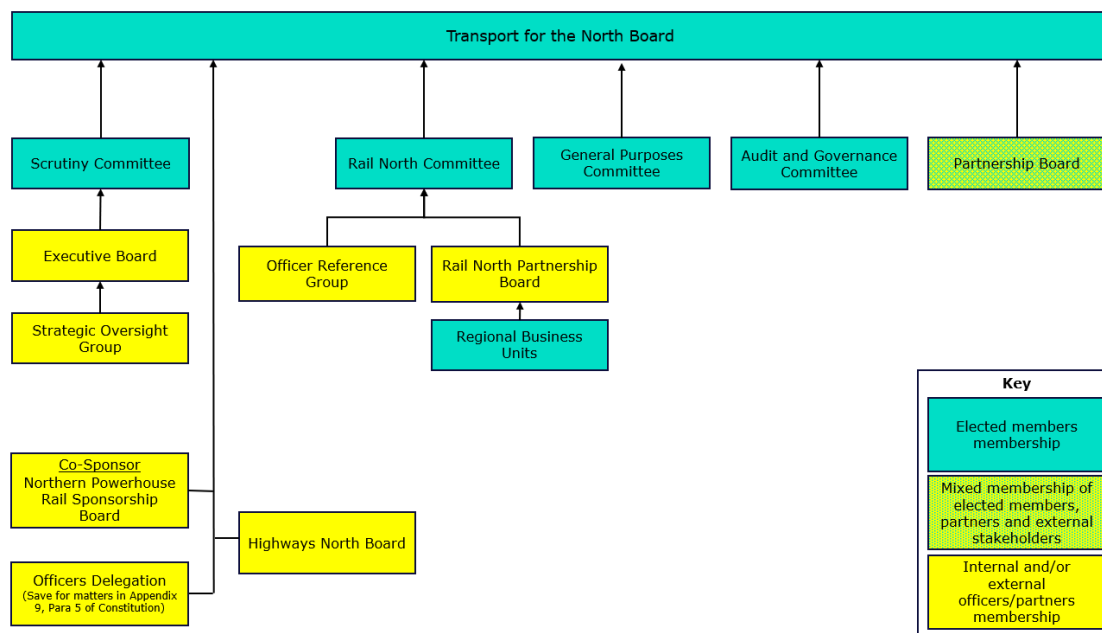 Transport for the North Board
Scrutiny Committee
Rail North Committee
General Purposes
Committee
Audit and Governance
Committee
Partnership Board
Executive Board
Officer Reference
Group
Rail North Partnership
Board
Strategic Oversight
Group
Regional Business
Units
Co-Sponsor
Northern Powerhouse
Rail Sponsorship
Board
Highways North Board
Officers Delegation
(Save for matters in Appendix
9, Para 5 of Constitution)
Key
Elected members
membership
Mixed membership of
elected members,
partners and external
stakeholders
Internal and/or
external
officers/partners
membership